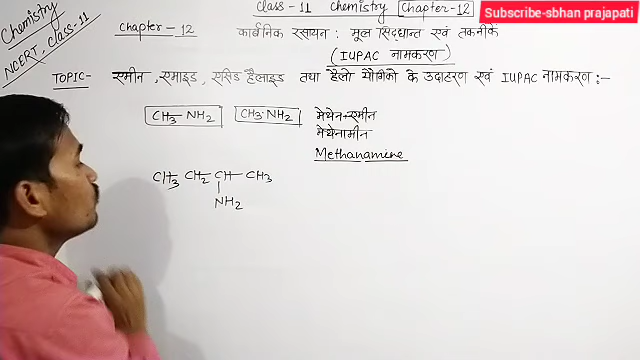 Chemistry
NCERT, Class-11
Class - 11 Chemistry Chapter-12
Subscribe-sbhan prajapati
Chapter - 12 कार्बनिक रसायन : मूल सिद्धान्त एवं तकनीकें
(IUPAC नामकरण)
TOPIC- एमीन, एमाइड, एसिड हैलाइड तथा हैलो यौगिकों के उदाहरण एवं IUPAC नामकरण :-
CH3-NH2 CH3-NH2 मेथेन+एमीन
मेथेनामीन
Methanamine
CH3-CH2-CH-CH3
NH2